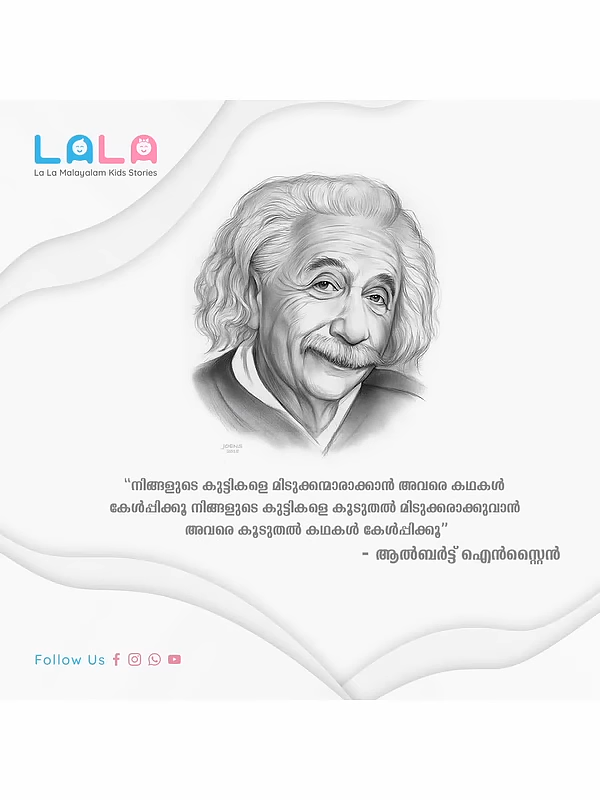 LALA
La La Malayalam Kids Stories
“നിങ്ങളുടെ കുട്ടികളെ മിടുക്കന്മാരാക്കാൻ അവരെ കഥകൾ
കേൾപ്പിക്കൂ നിങ്ങളുടെ കുട്ടികളെ കൂടുതൽ മിടുക്കരാക്കുവാൻ
അവരെ കൂടുതൽ കഥകൾ കേൾപ്പിക്കൂ”
- ആൽബർട്ട് ഐൻസ്റ്റൈൻ
Follow Us